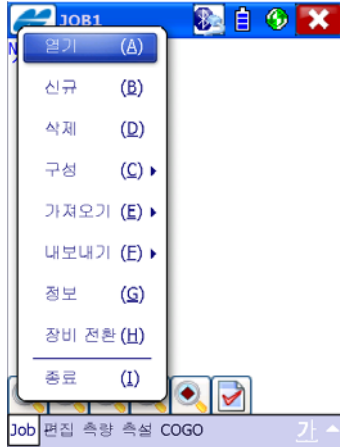 JOB1
열기 (A)
신규 (B)
삭제 (D)
구성 (C)
가져오기 (E)
내보내기 (F)
정보 (G)
장비 전환 (H)
종료 (I)
Job 편집 측량 측설 COGO 가